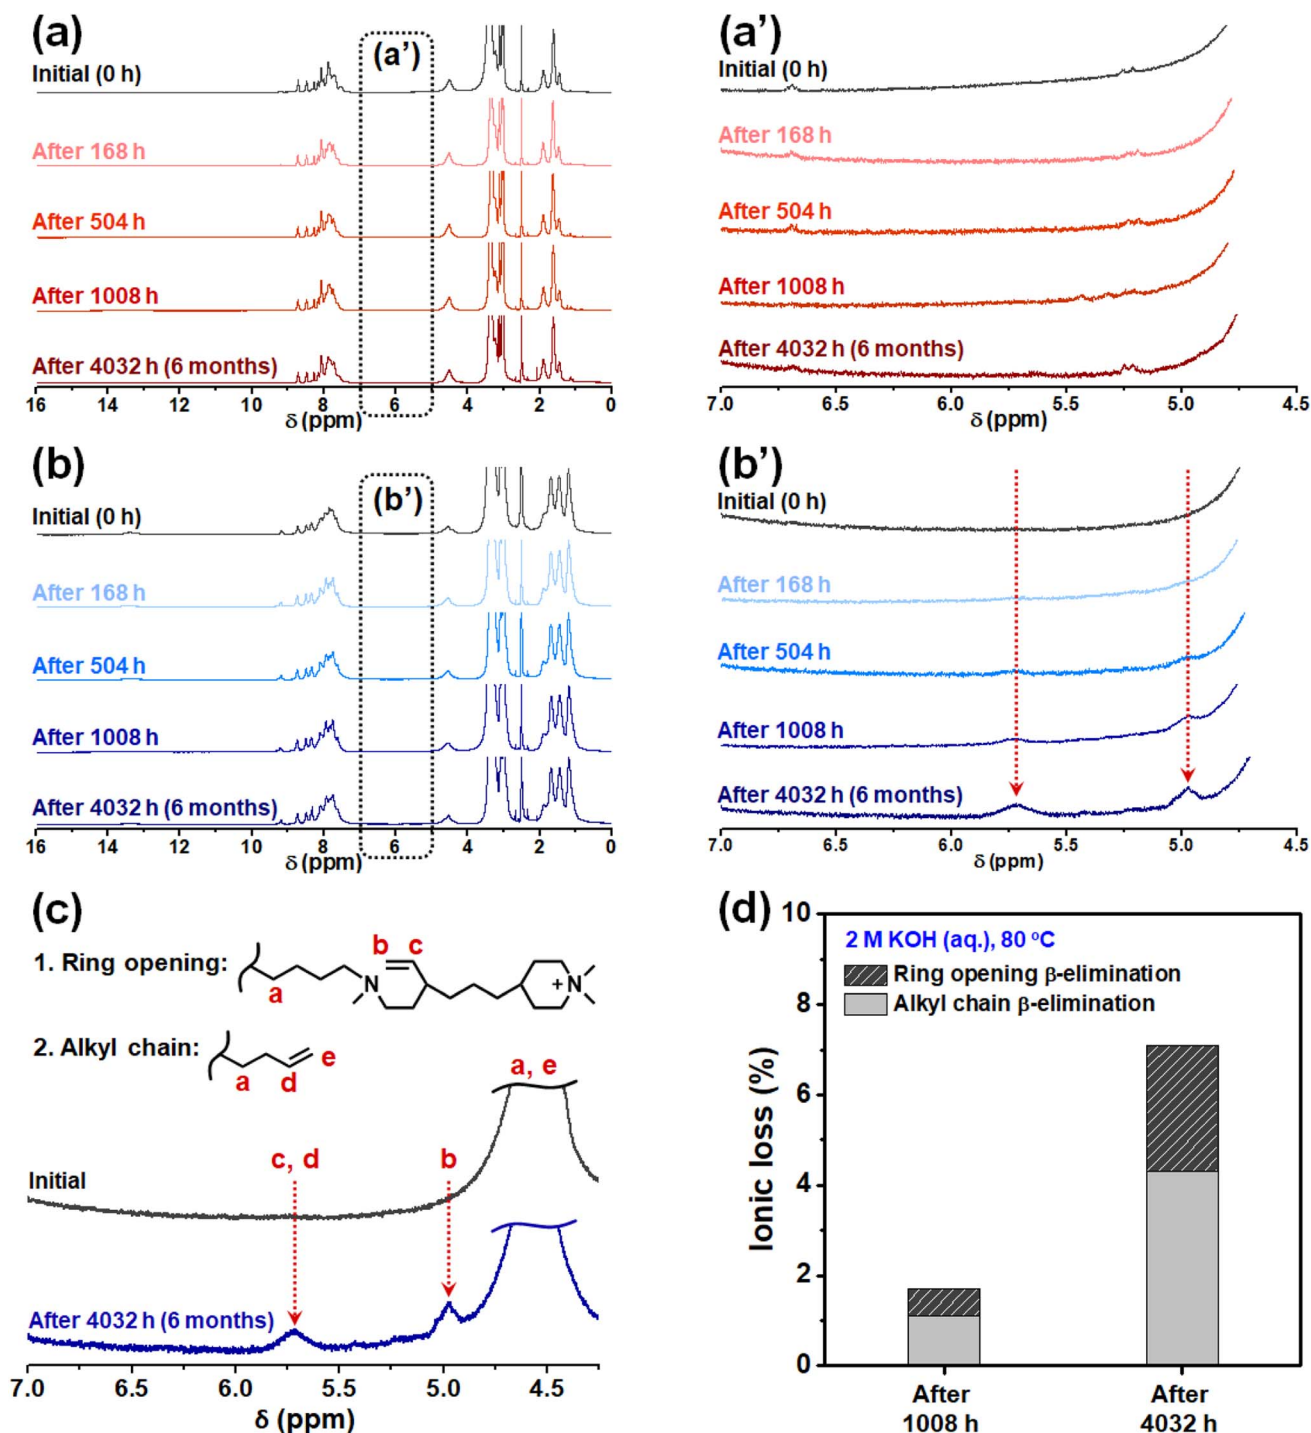 (a)
(a')
Initial (0 h)
After 168 h
After 504 h
After 1008 h
After 4032 h (6 months)
16 14 12 10 8 6 4 2 0
δ (ppm)
(a')
Initial (0 h)
After 168 h
After 504 h
After 1008 h
After 4032 h (6 months)
7.0 6.5 6.0 5.5 5.0 4.5
δ (ppm)
(b)
(b')
Initial (0 h)
After 168 h
After 504 h
After 1008 h
After 4032 h (6 months)
16 14 12 10 8 6 4 2 0
δ (ppm)
(b')
Initial (0 h)
After 168 h
After 504 h
After 1008 h
After 4032 h (6 months)
7.0 6.5 6.0 5.5 5.0 4.5
δ (ppm)
(c)
1. Ring opening:
b c
a
N
+ N
2. Alkyl chain:
a d e
a, e
c, d
b
Initial
After 4032 h (6 months)
7.0 6.5 6.0 5.5 5.0 4.5
δ (ppm)
(d)
2 M KOH (aq.), 80 °C
Ring opening β-elimination
Alkyl chain β-elimination
Ionic loss (%)
10
8
6
4
2
0
After
1008 h
After
4032 h